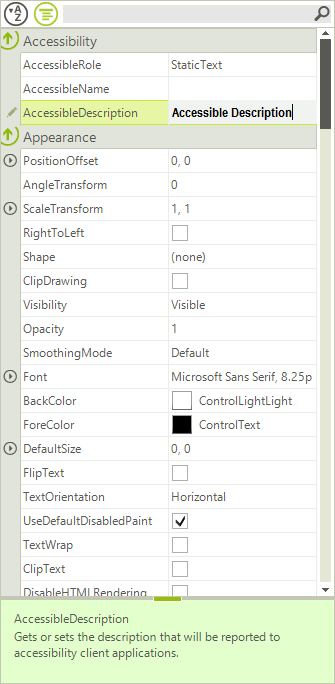 A
Z
Accessibility
AccessibleRole StaticText
AccessibleName
AccessibleDescription Accessible Description
Appearance
PositionOffset 0, 0
AngleTransform 0
ScaleTransform 1, 1
RightToLeft
Shape (none)
ClipDrawing
Visibility Visible
Opacity 1
SmoothingMode Default
Font Microsoft Sans Serif, 8.25p
BackColor ControlLightLight
ForeColor ControlText
DefaultSize 0, 0
FlipText
TextOrientation Horizontal
UseDefaultDisabledPaint
TextWrap
ClipText
DisableHTMLRendering
AccessibleDescription
Gets or sets the description that will be reported to
accessibility client applications.